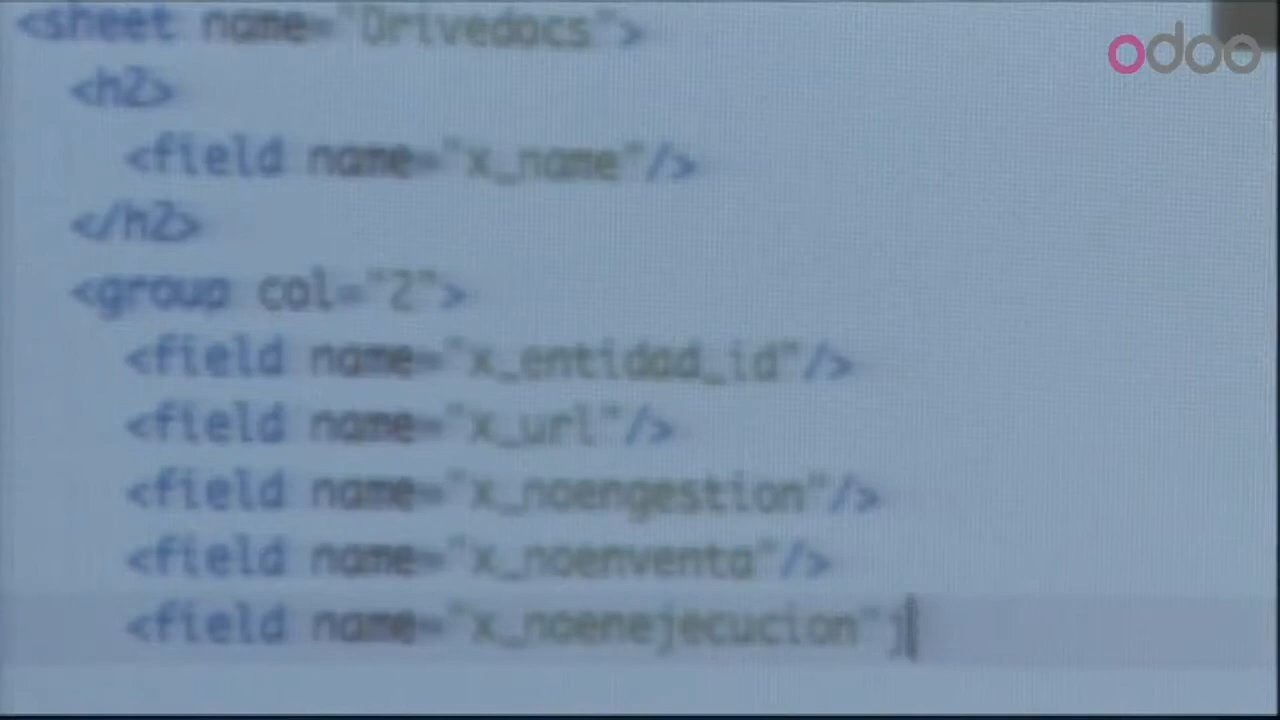 odoo
<sheet name="Drivedocs">
<h2>
<field name="x_name"/>
</h2>
<group col="2">
<field name="x_entidad_id"/>
<field name="x_url"/>
<field name="x_noengestion"/>
<field name="x_noenventa"/>
<field name="x_noenejecucion"j